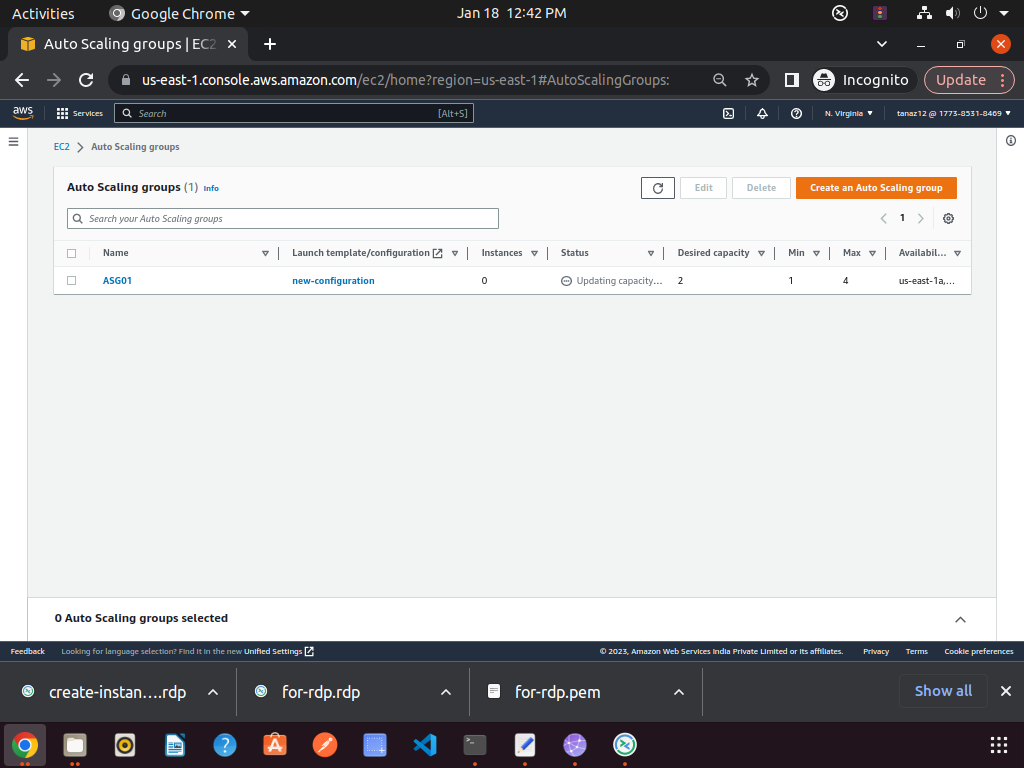 Activities Google Chrome Jan 18 12:42 PM
Auto Scaling groups | EC2
us-east-1.console.aws.amazon.com/ec2/home?region=us-east-1#AutoScalingGroups: Incognito Update
aws Services Search [Alt+S] N. Virginia tanaz12 @ 1773-8531-8469
EC2 Auto Scaling groups
Auto Scaling groups (1) Info Edit Delete Create an Auto Scaling group
Search your Auto Scaling groups 1
Name Launch template/configuration Instances Status Desired capacity Min Max Availabil...
ASG01 new-configuration 0 Updating capacity... 2 1 4 us-east-1a,...
0 Auto Scaling groups selected
Feedback Looking for language selection? Find it in the new Unified Settings © 2023, Amazon Web Services India Private Limited or its affiliates. Privacy Terms Cookie preferences
create-instan....rdp for-rdp.rdp for-rdp.pem Show all